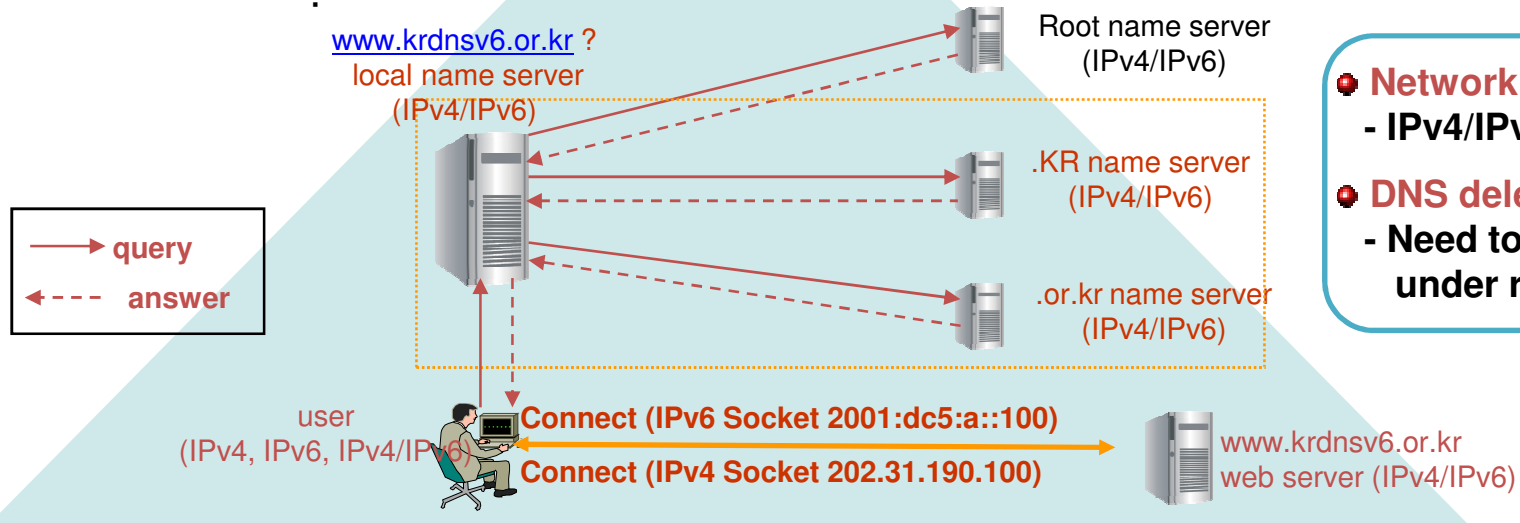 www.krdnsv6.or.kr ?
local name server
(IPv4/IPv6)
Root name server
(IPv4/IPv6)
.KR name server
(IPv4/IPv6)
.or.kr name server
(IPv4/IPv6)
query
answer
user
(IPv4, IPv6, IPv4/IPv6)
Connect (IPv6 Socket 2001:dc5:a::100)
Connect (IPv4 Socket 202.31.190.100)
www.krdnsv6.or.kr
web server (IPv4/IPv6)
Network
- IPv4/IPv
DNS dele
- Need to
under r